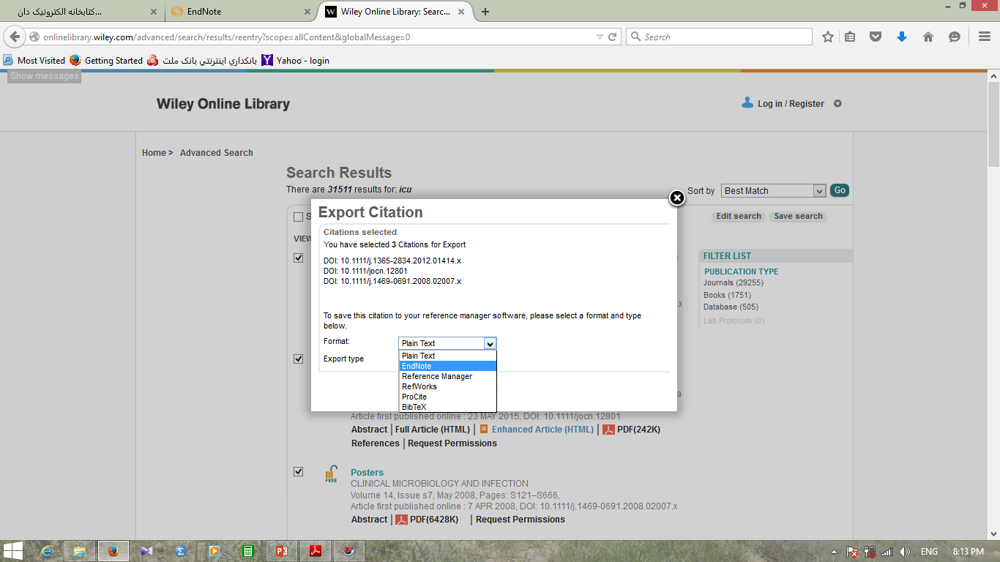 کتابخانه الکترونیک دان...
EndNote
Wiley Online Library: Searc...
onlinelibrary.wiley.com/advanced/search/results/reentry?scope=allContent&globalMessage=0
Search
Most Visited
Getting Started
بانکداري اينترنتي بانک ملت
Yahoo - login
Show messages
Wiley Online Library
Log in / Register
Home > Advanced Search
Search Results
There are 31511 results for: icu
Sort by
Best Match
Go
Edit search
Save search
S
VIEW
Export Citation
Citations selected
You have selected 3 Citations for Export
DOI: 10.1111/j.1365-2834.2012.01414.x
DOI: 10.1111/jocn.12801
DOI: 10.1111/j.1469-0691.2008.02007.x
To save this citation to your reference manager software, please select a format and type
below.
Format:
Plain Text
Export type
Plain Text
EndNote
Reference Manager
RefWorks
ProCite
BibTeX
FILTER LIST
PUBLICATION TYPE
Journals (29255)
Books (1751)
Database (505)
Lab Protocols (0)
x
a
Article first published online : 23 MAY 2015, DOI: 10.1111/jocn.12801
Abstract | Full Article (HTML) | Enhanced Article (HTML) | PDF(242K)
References | Request Permissions
FREE
Posters
CLINICAL MICROBIOLOGY AND INFECTION
Volume 14, Issue s7, May 2008, Pages: S121–S666,
Article first published online : 7 APR 2008, DOI: 10.1111/j.1469-0691.2008.02007.x
Abstract | PDF(6428K) | Request Permissions
ENG
8:13 PM